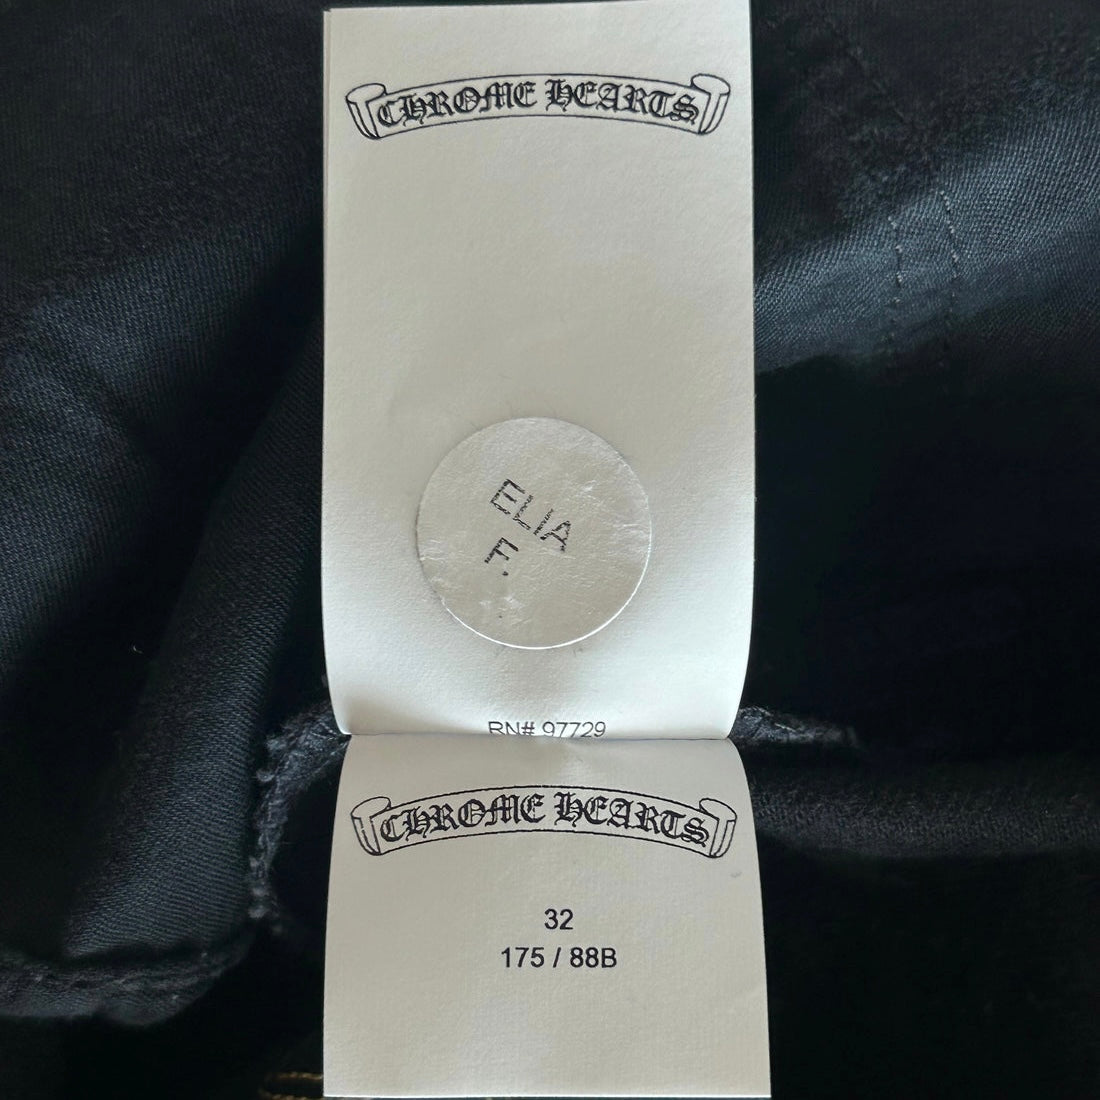 CHROME HEARTS
ELIA
F.
RN# 97729
CHROME HEARTS
32
175 / 88B